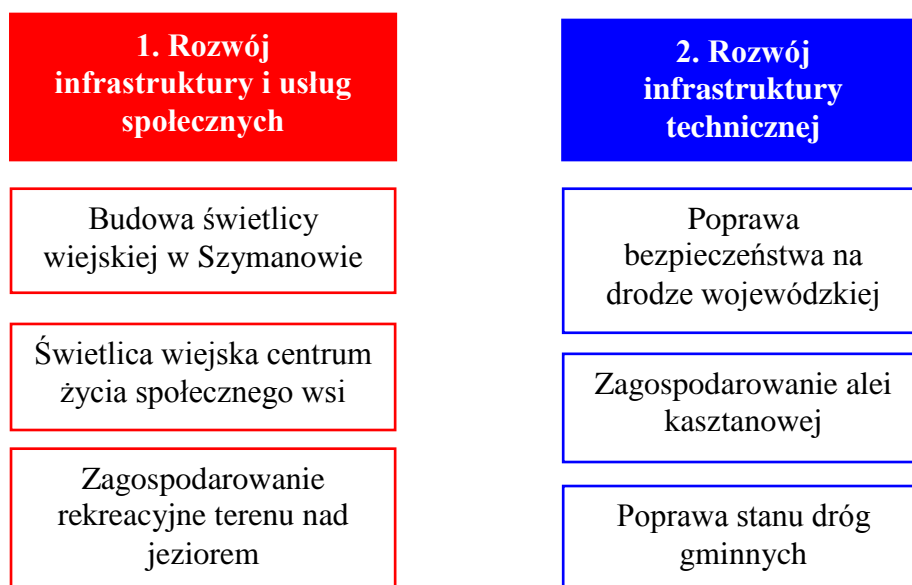 1. Rozwój
infrastruktury i usług
społecznych
Budowa świetlicy
wiejskiej w Szymanowie
Świetlica wiejska centrum
życia społecznego wsi
Zagospodarowanie
rekreacyjne terenu nad
jeziorem
2. Rozwój
infrastruktury
technicznej
Poprawa
bezpieczeństwa na
drodze wojewódzkiej
Zagospodarowanie alei
kasztanowej
Poprawa stanu dróg
gminnych